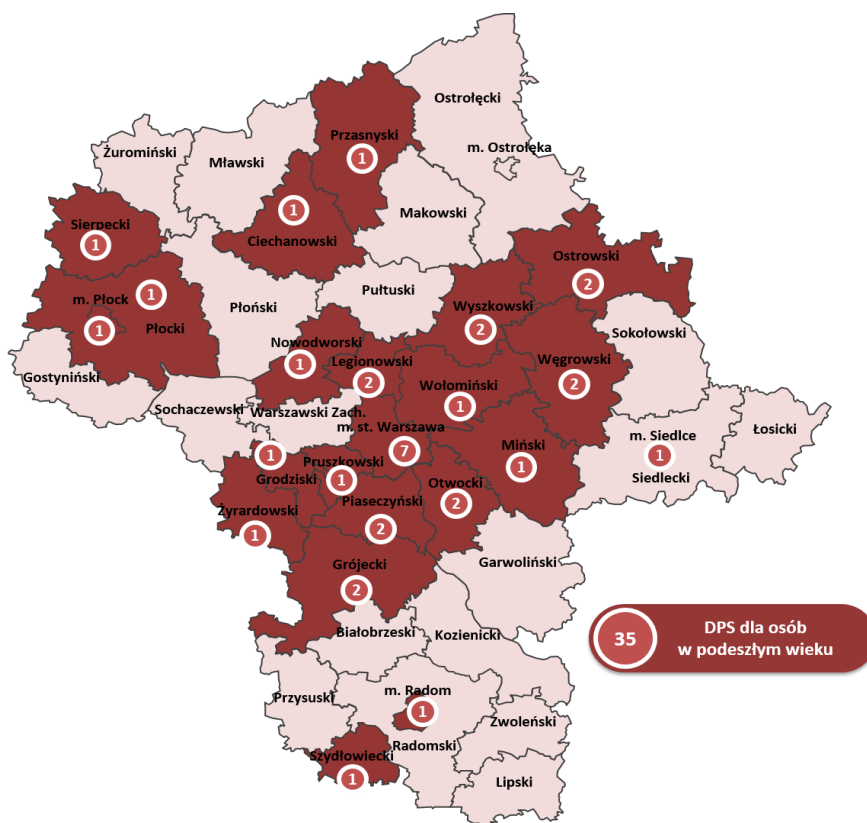 Ostrołęcki
Przasnyski
1
m. Ostrołęka
Żuromiński
Mławski
1
Makowski
Sierpecki
1
Ciechanowski
Ostrowski
2
m. Płock
1
Płoński
Pułtuski
Wyszkowski
2
1
Płocki
Sokołowski
Nowodworski
1
Legionowski
2
Węgrowski
2
Gostyniński
Wołomiński
1
Sochaczewski
Warszawski Zach.
m. st. Warszawa
7
m. Siedlce
1
Siedlecki
Łosicki
1
Grodziski
Pruszkowski
1
Miński
1
Otwocki
2
Piaseczyński
2
Żyrardowski
1
Garwoliński
Grójecki
2
Białobrzeski
Kozienicki
35
DPS dla osób
w podeszłym wieku
Przysuski
m. Radom
1
Zwoleński
Radomski
Szydłowiecki
1
Lipski